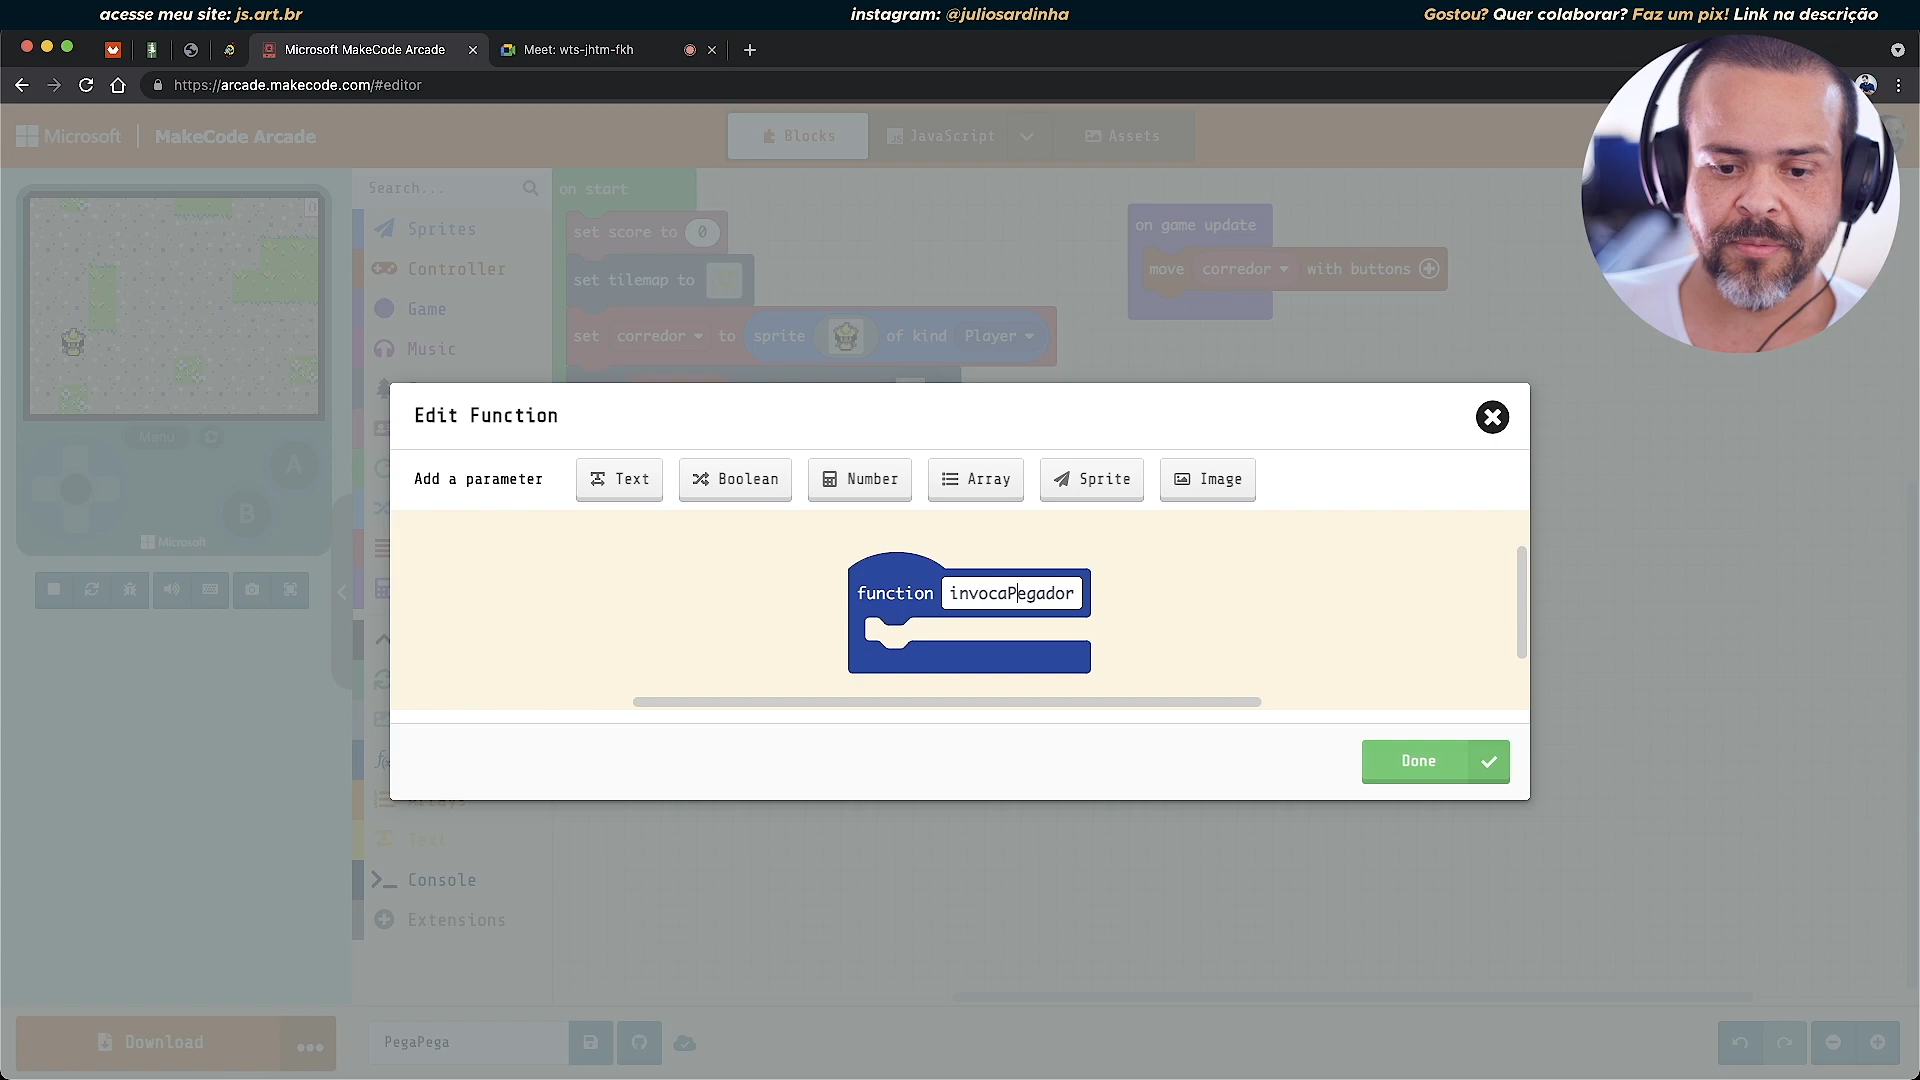 acesse meu site: js.art.br
instagram: @juliosardinha
Gostou? Quer colaborar? Faz um pix! Link na descrição
Microsoft MakeCode Arcade
Meet: wts-jhtm-fkh
https://arcade.makecode.com/#editor
Microsoft
MakeCode Arcade
Blocks
JavaScript
Assets
Search...
on start
Sprites
set score to 0
on game update
Controller
set tilemap to
move corredor with buttons
Game
set corredor to sprite of kind Player
Music
Edit Function
Menu
A
B
Microsoft
Add a parameter
Text
Boolean
Number
Array
Sprite
Image
function invocaPegador
Done
Arrays
Text
Console
Extensions
Download
PegaPega